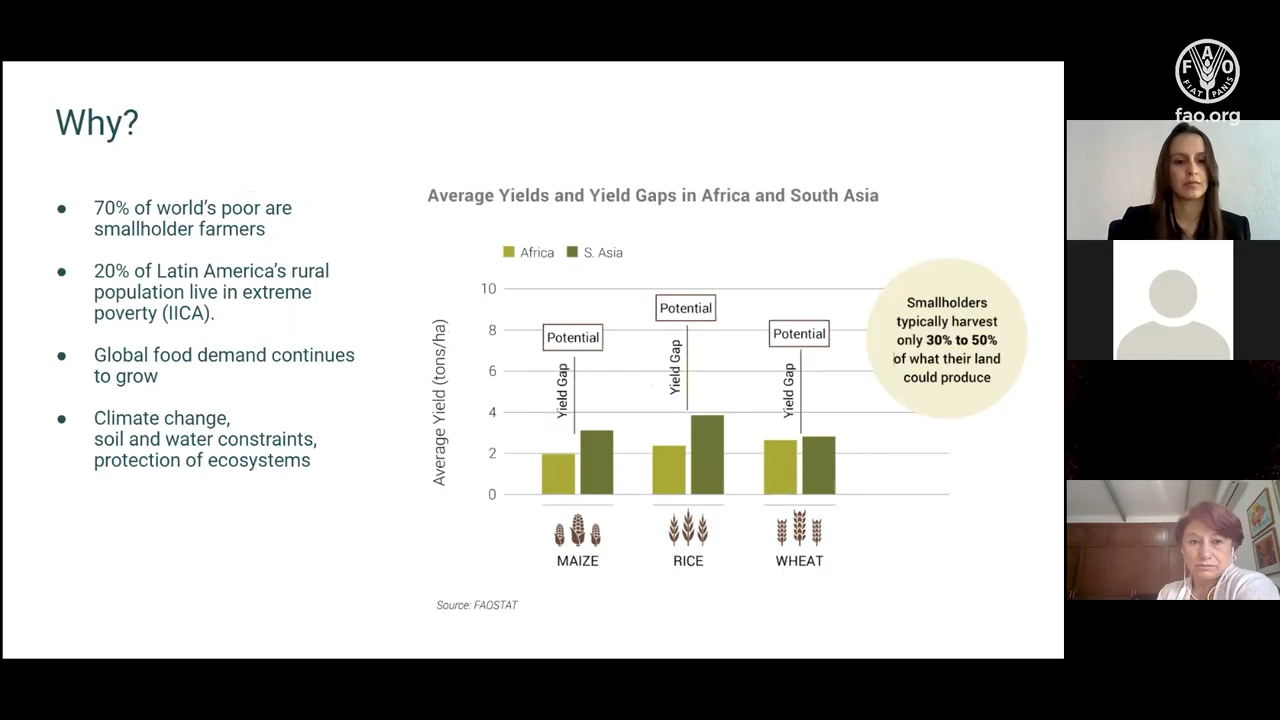 Why?
● 70% of world's poor are
smallholder farmers
● 20% of Latin America's rural
population live in extreme
poverty (IICA).
● Global food demand continues
to grow
● Climate change,
soil and water constraints,
protection of ecosystems
Average Yields and Yield Gaps in Africa and South Asia
Africa S. Asia
Average Yield (tons/ha)
10
8
6
4
2
0
Potential
Yield Gap
Potential
Yield Gap
Potential
Yield Gap
MAIZE RICE WHEAT
Smallholders
typically harvest
only 30% to 50%
of what their land
could produce
Source: FAOSTAT
FAO
FIAT PANIS
fao.org